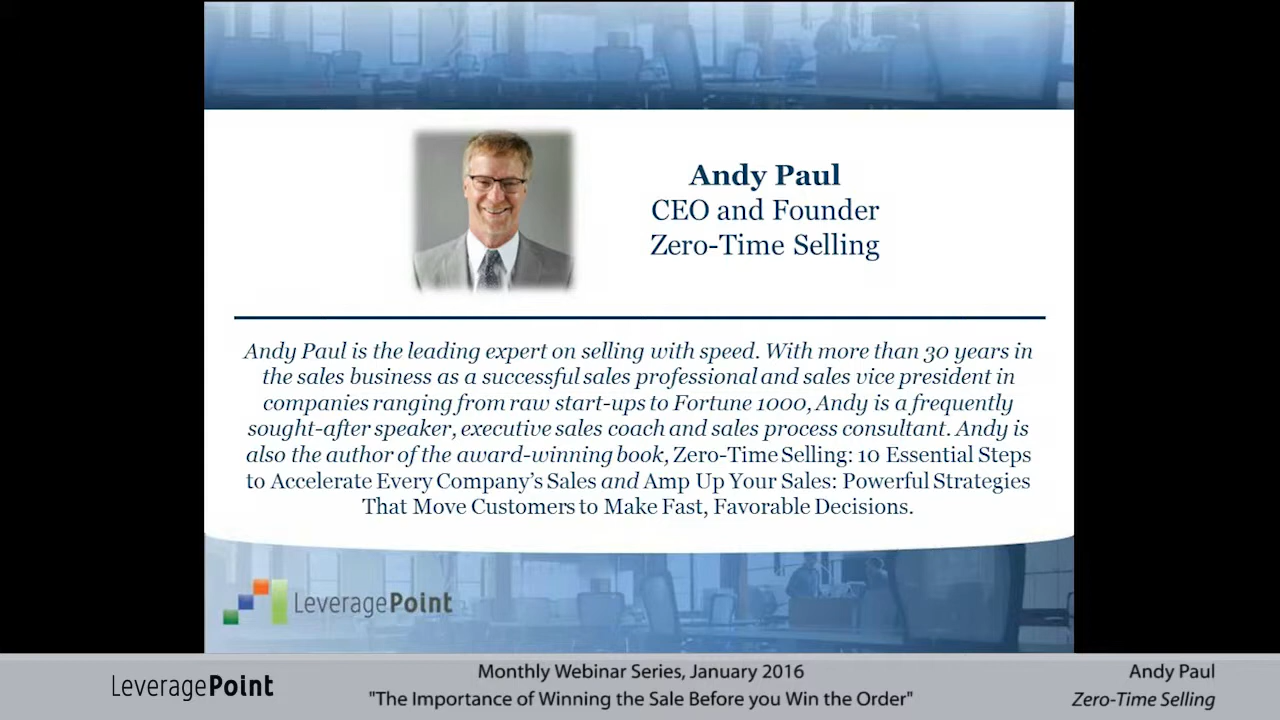 Andy Paul
CEO and Founder
Zero-Time Selling
Andy Paul is the leading expert on selling with speed. With more than 30 years in
the sales business as a successful sales professional and sales vice president in
companies ranging from raw start-ups to Fortune 1000, Andy is a frequently
sought-after speaker, executive sales coach and sales process consultant. Andy is
also the author of the award-winning book, Zero-Time Selling: 10 Essential Steps
to Accelerate Every Company's Sales and Amp Up Your Sales: Powerful Strategies
That Move Customers to Make Fast, Favorable Decisions.
LeveragePoint
LeveragePoint
Monthly Webinar Series, January 2016
"The Importance of Winning the Sale Before you Win the Order"
Andy Paul
Zero-Time Selling